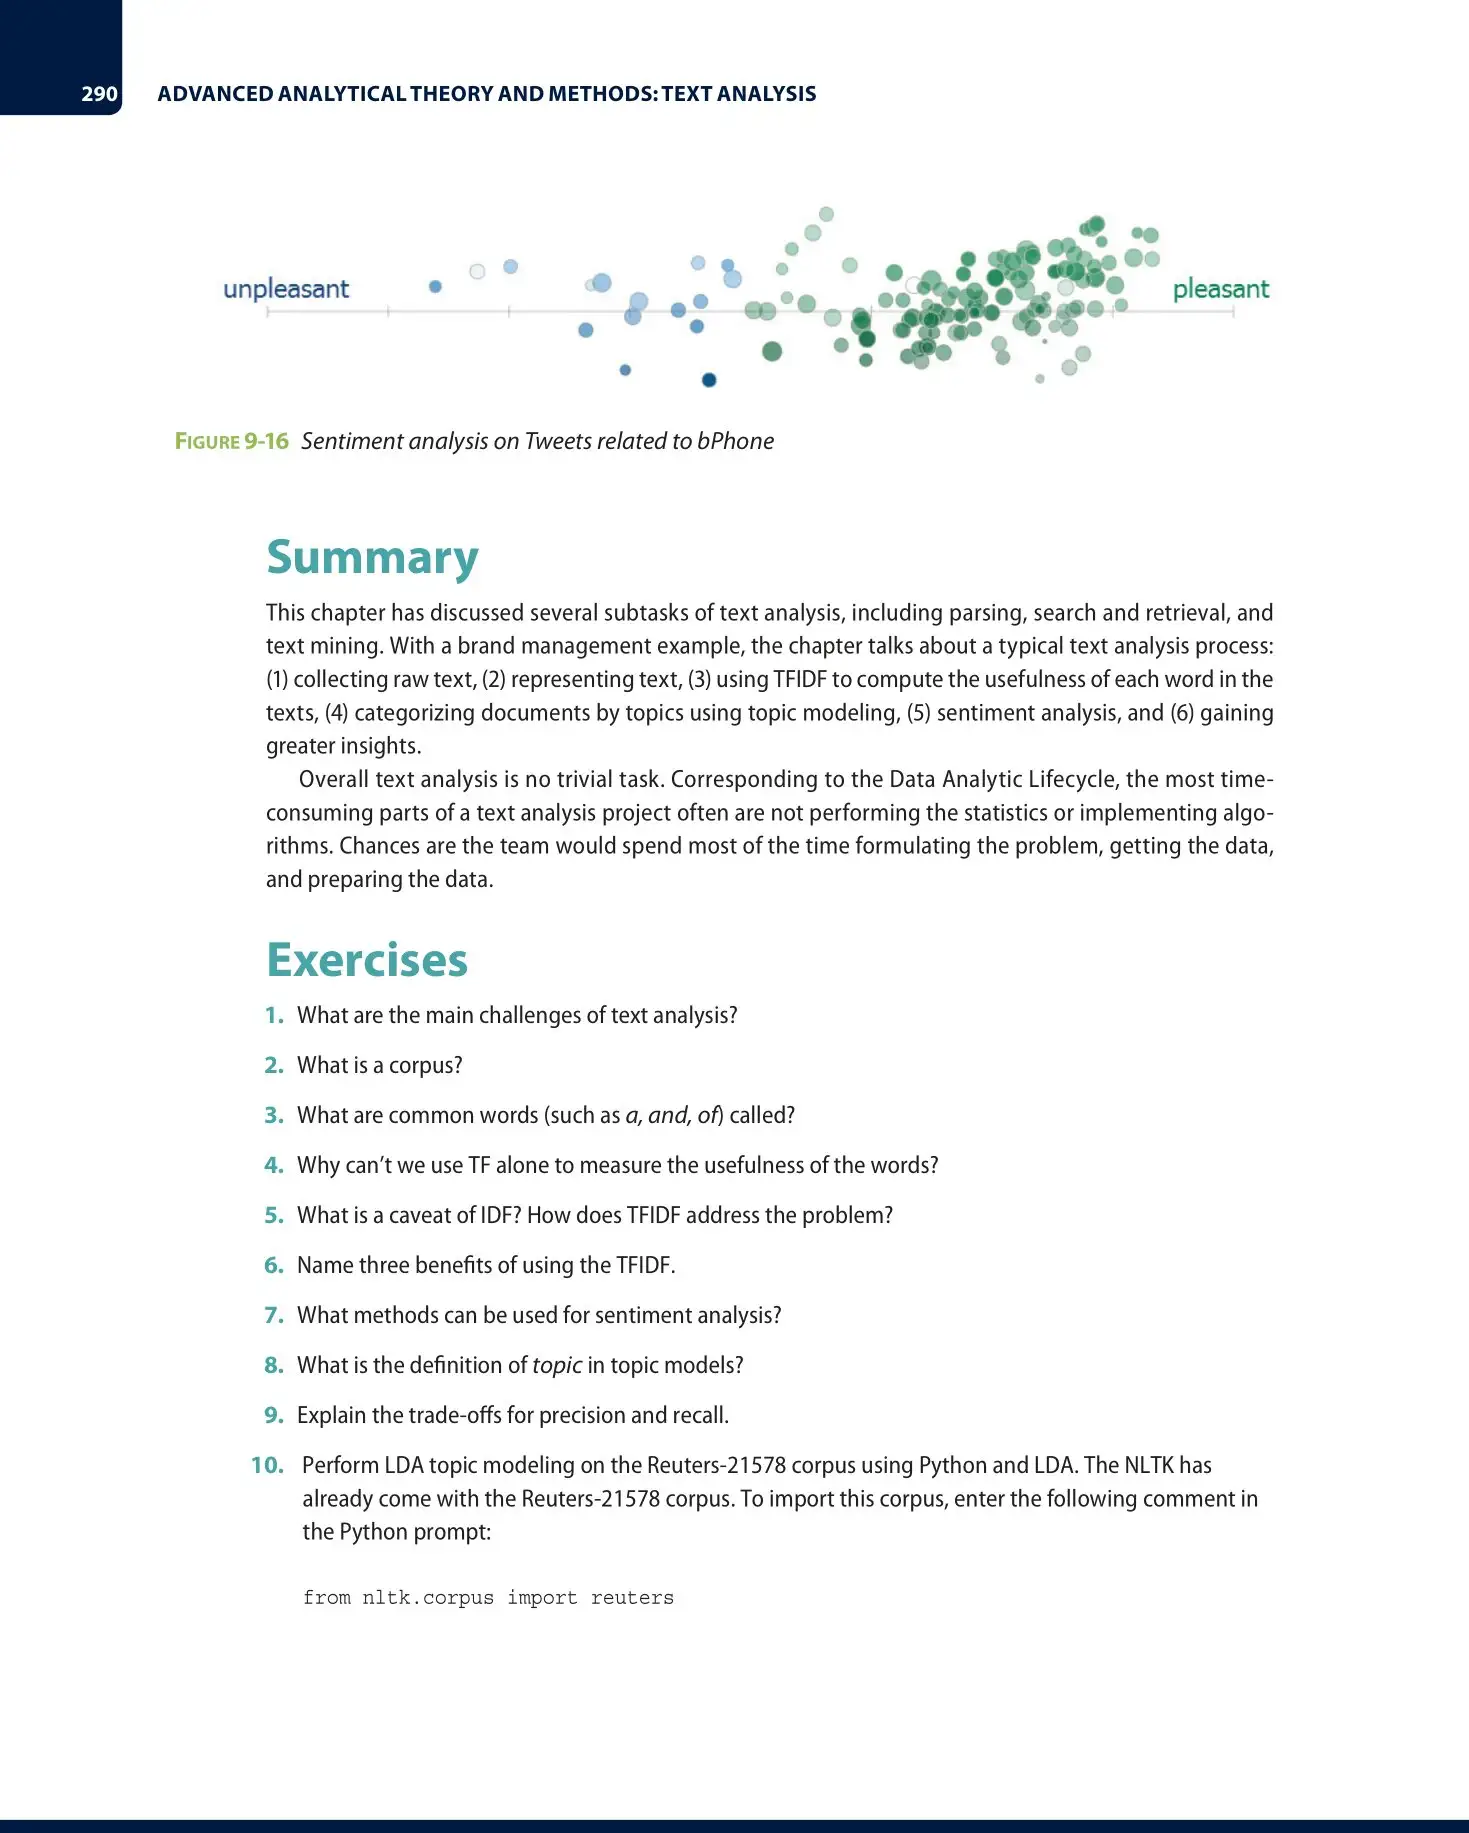 290 ADVANCED ANALYTICAL THEORY AND METHODS: TEXT ANALYSIS
unpleasant
pleasant
FIGURE 9-16 Sentiment analysis on Tweets related to bPhone
Summary
This chapter has discussed several subtasks of text analysis, including parsing, search and retrieval, and
text mining. With a brand management example, the chapter talks about a typical text analysis process:
(1) collecting raw text, (2) representing text, (3) using TFIDF to compute the usefulness of each word in the
texts, (4) categorizing documents by topics using topic modeling, (5) sentiment analysis, and (6) gaining
greater insights.
Overall text analysis is no trivial task. Corresponding to the Data Analytic Lifecycle, the most time-
consuming parts of a text analysis project often are not performing the statistics or implementing algo-
rithms. Chances are the team would spend most of the time formulating the problem, getting the data,
and preparing the data.
Exercises
1. What are the main challenges of text analysis?
2. What is a corpus?
3. What are common words (such as a, and, of) called?
4. Why can’t we use TF alone to measure the usefulness of the words?
5. What is a caveat of IDF? How does TFIDF address the problem?
6. Name three benefits of using the TFIDF.
7. What methods can be used for sentiment analysis?
8. What is the definition of topic in topic models?
9. Explain the trade-offs for precision and recall.
10. Perform LDA topic modeling on the Reuters-21578 corpus using Python and LDA. The NLTK has
already come with the Reuters-21578 corpus. To import this corpus, enter the following comment in
the Python prompt:
from nltk.corpus import reuters